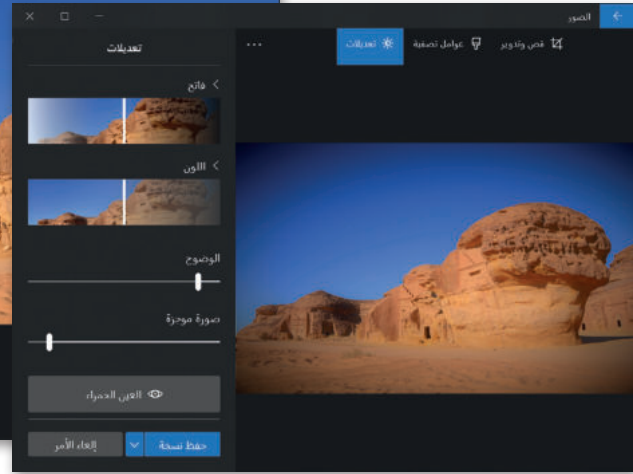 الصور
قص وتدوير
عوامل تصفية
تعديلات
...
تعديلات
فاتح
اللون
الوضوح
صورة موجزة
العين الحمراء
حفظ نسخة
إلغاء الأمر